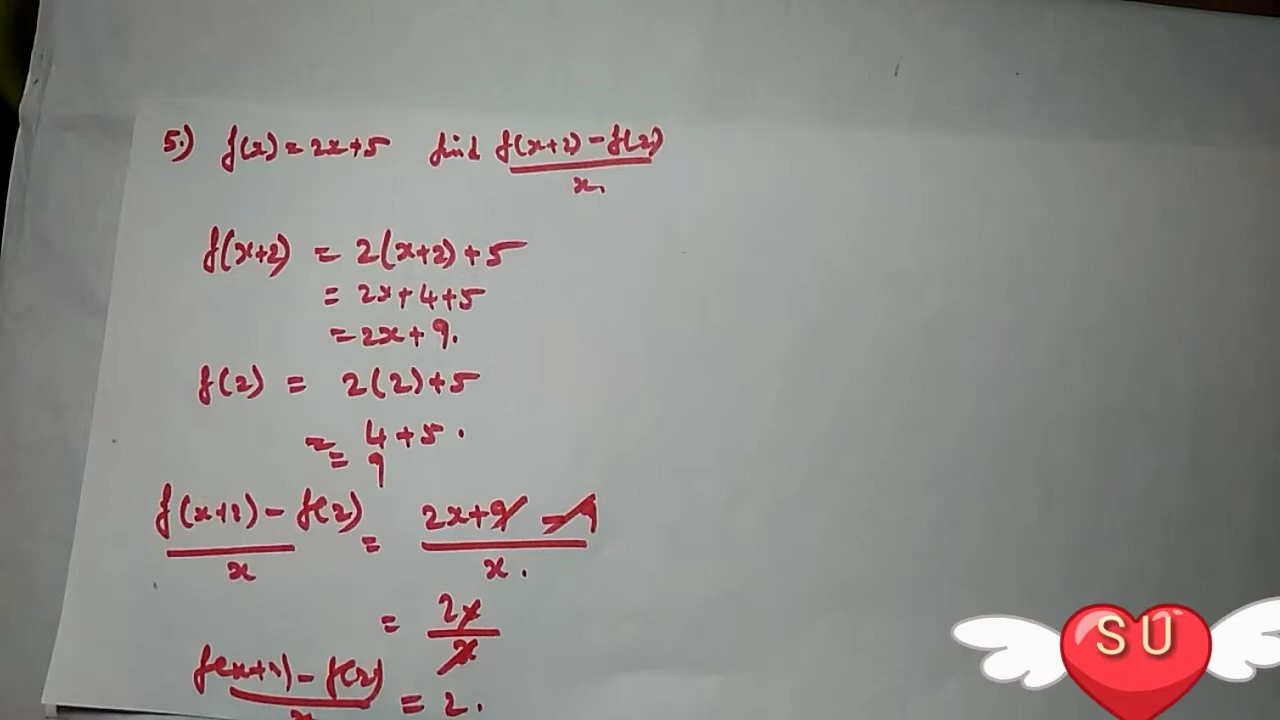 5.) f(x) = 2x+5 find f(x+2) - f(2)
x.
f(x+2) = 2(x+2)+5
= 2x+4+5
= 2x+9.
f(2) = 2(2)+5
= 4+5.
= 9
f(x+2) - f(2) = 2x+9 - 9
x x.
= 2x
x
f(x+2) - f(2) = 2.
x
S U